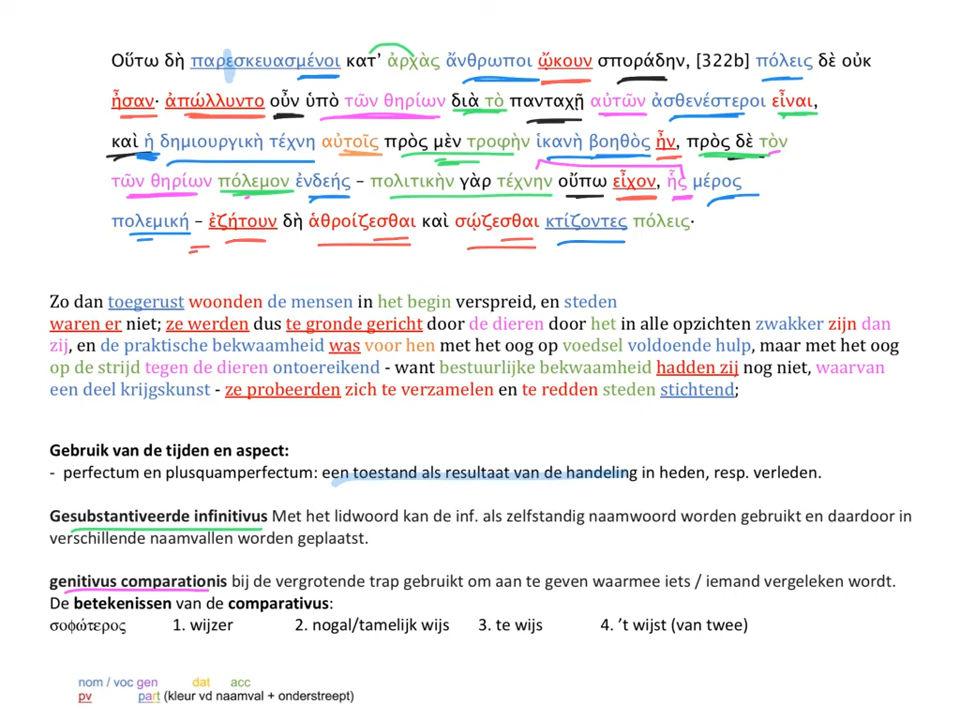 Οὕτω δὴ παρεσκευασμένοι κατ’ ἀρχὰς ἄνθρωποι ᾤκουν σποράδην, [322b] πόλεις δὲ οὐκ
ἦσαν· ἀπώλλυντο οὖν ὑπὸ τῶν θηρίων διὰ τὸ πανταχῇ αὐτῶν ἀσθενέστεροι εἶναι,
καὶ ἡ δημιουργικὴ τέχνη αὐτοῖς πρὸς μὲν τροφὴν ἱκανὴ βοηθὸς ἦν, πρὸς δὲ τὸν
τῶν θηρίων πόλεμον ἐνδεής – πολιτικὴν γὰρ τέχνην οὔπω εἶχον, ἧς μέρος
πολεμική – ἐζήτουν δὴ ἁθροίζεσθαι καὶ σῴζεσθαι κτίζοντες πόλεις·
Zo dan toegerust woonden de mensen in het begin verspreid, en steden
waren er niet; ze werden dus te gronde gericht door de dieren door het in alle opzichten zwakker zijn dan
zij, en de praktische bekwaamheid was voor hen met het oog op voedsel voldoende hulp, maar met het oog
op de strijd tegen de dieren ontoereikend - want bestuurlijke bekwaamheid hadden zij nog niet, waarvan
een deel krijgskunst - ze probeerden zich te verzamelen en te redden steden stichtend;
Gebruik van de tijden en aspect:
- perfectum en plusquamperfectum: een toestand als resultaat van de handeling in heden, resp. verleden.
Gesubstantiveerde infinitivus Met het lidwoord kan de inf. als zelfstandig naamwoord worden gebruikt en daardoor in
verschillende naamvallen worden geplaatst.
genitivus comparationis bij de vergrotende trap gebruikt om aan te geven waarmee iets / iemand vergeleken wordt.
De betekenissen van de comparativus:
σοφώτερος 1. wijzer 2. nogal/tamelijk wijs 3. te wijs 4. ’t wijst (van twee)
nom / voc gen dat acc
pv part (kleur vd naamval + onderstreept)